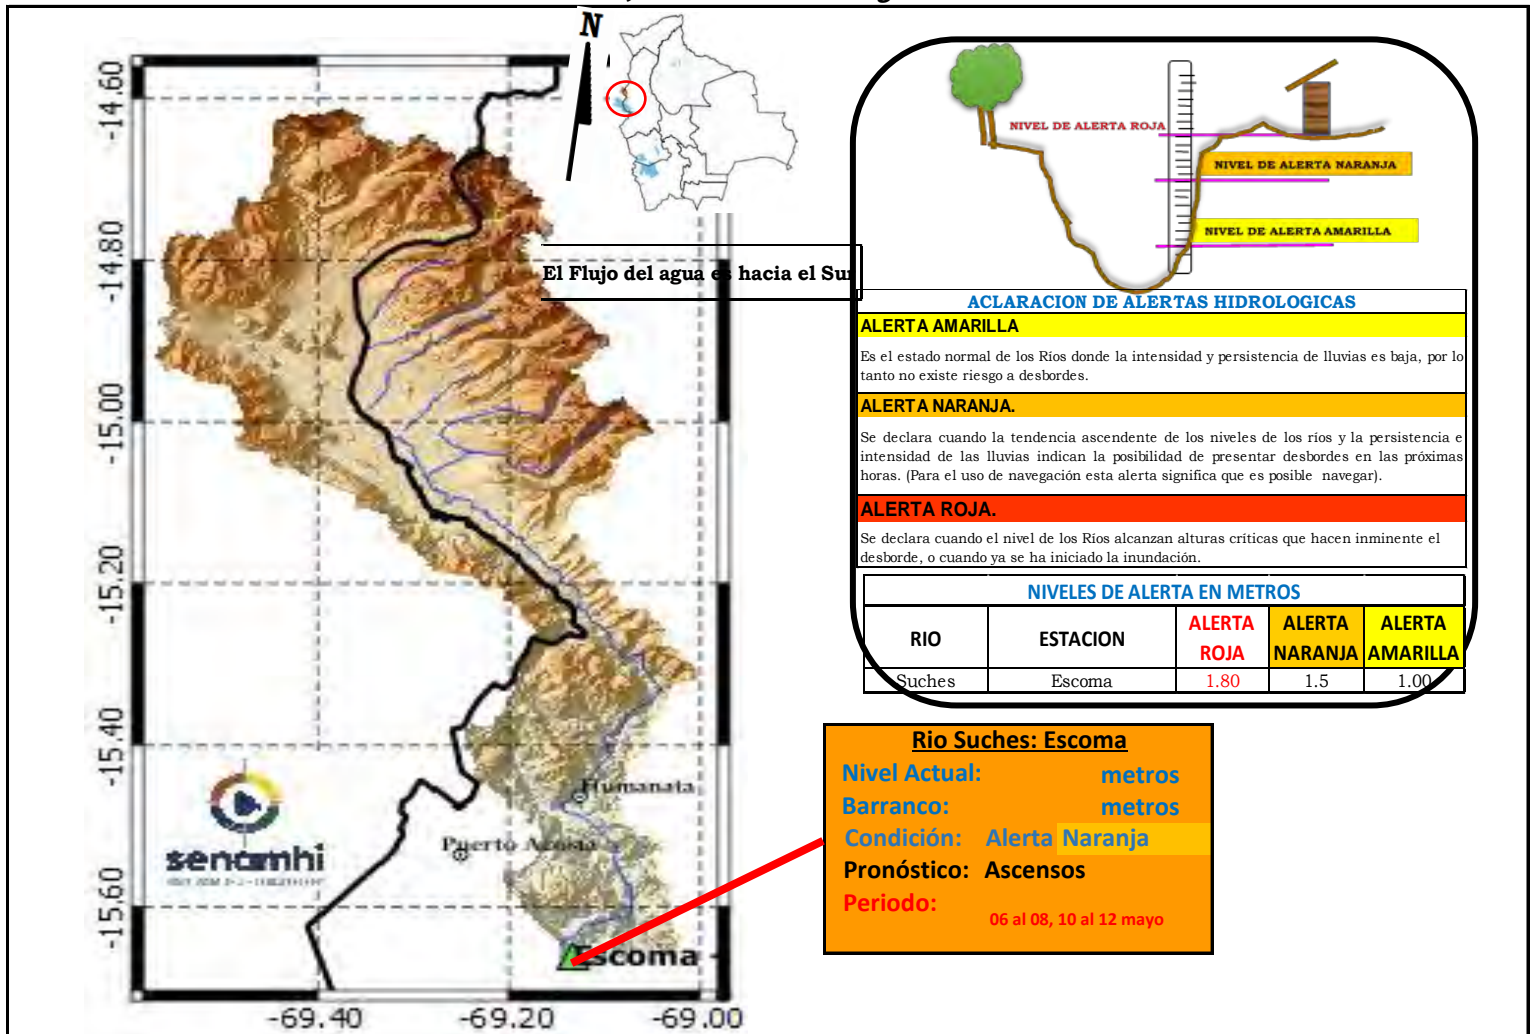 N
-14.60
-14.80
-15.00
-15.20
-15.40
-15.60
-69.40
-69.20
-69.00
El Flujo del agua es hacia el Sur
Humanata
Puerto Acosta
Escoma
senamhi
NIVEL DE ALERTA ROJA
NIVEL DE ALERTA NARANJA
NIVEL DE ALERTA AMARILLA
ACLARACION DE ALERTAS HIDROLOGICAS
ALERTA AMARILLA
Es el estado normal de los Ríos donde la intensidad y persistencia de lluvias es baja, por lo
tanto no existe riesgo a desbordes.
ALERTA NARANJA.
Se declara cuando la tendencia ascendente de los niveles de los ríos y la persistencia e
intensidad de las lluvias indican la posibilidad de presentar desbordes en las próximas
horas. (Para el uso de navegación esta alerta significa que es posible navegar).
ALERTA ROJA.
Se declara cuando el nivel de los Ríos alcanzan alturas críticas que hacen inminente el
desborde, o cuando ya se ha iniciado la inundación.
NIVELES DE ALERTA EN METROS
RIO ESTACION ALERTA ROJA ALERTA NARANJA ALERTA AMARILLA
Suches Escoma 1.80 1.5 1.00
Rio Suches: Escoma
Nivel Actual: metros
Barranco: metros
Condición: Alerta Naranja
Pronóstico: Ascensos
Periodo:
06 al 08, 10 al 12 mayo